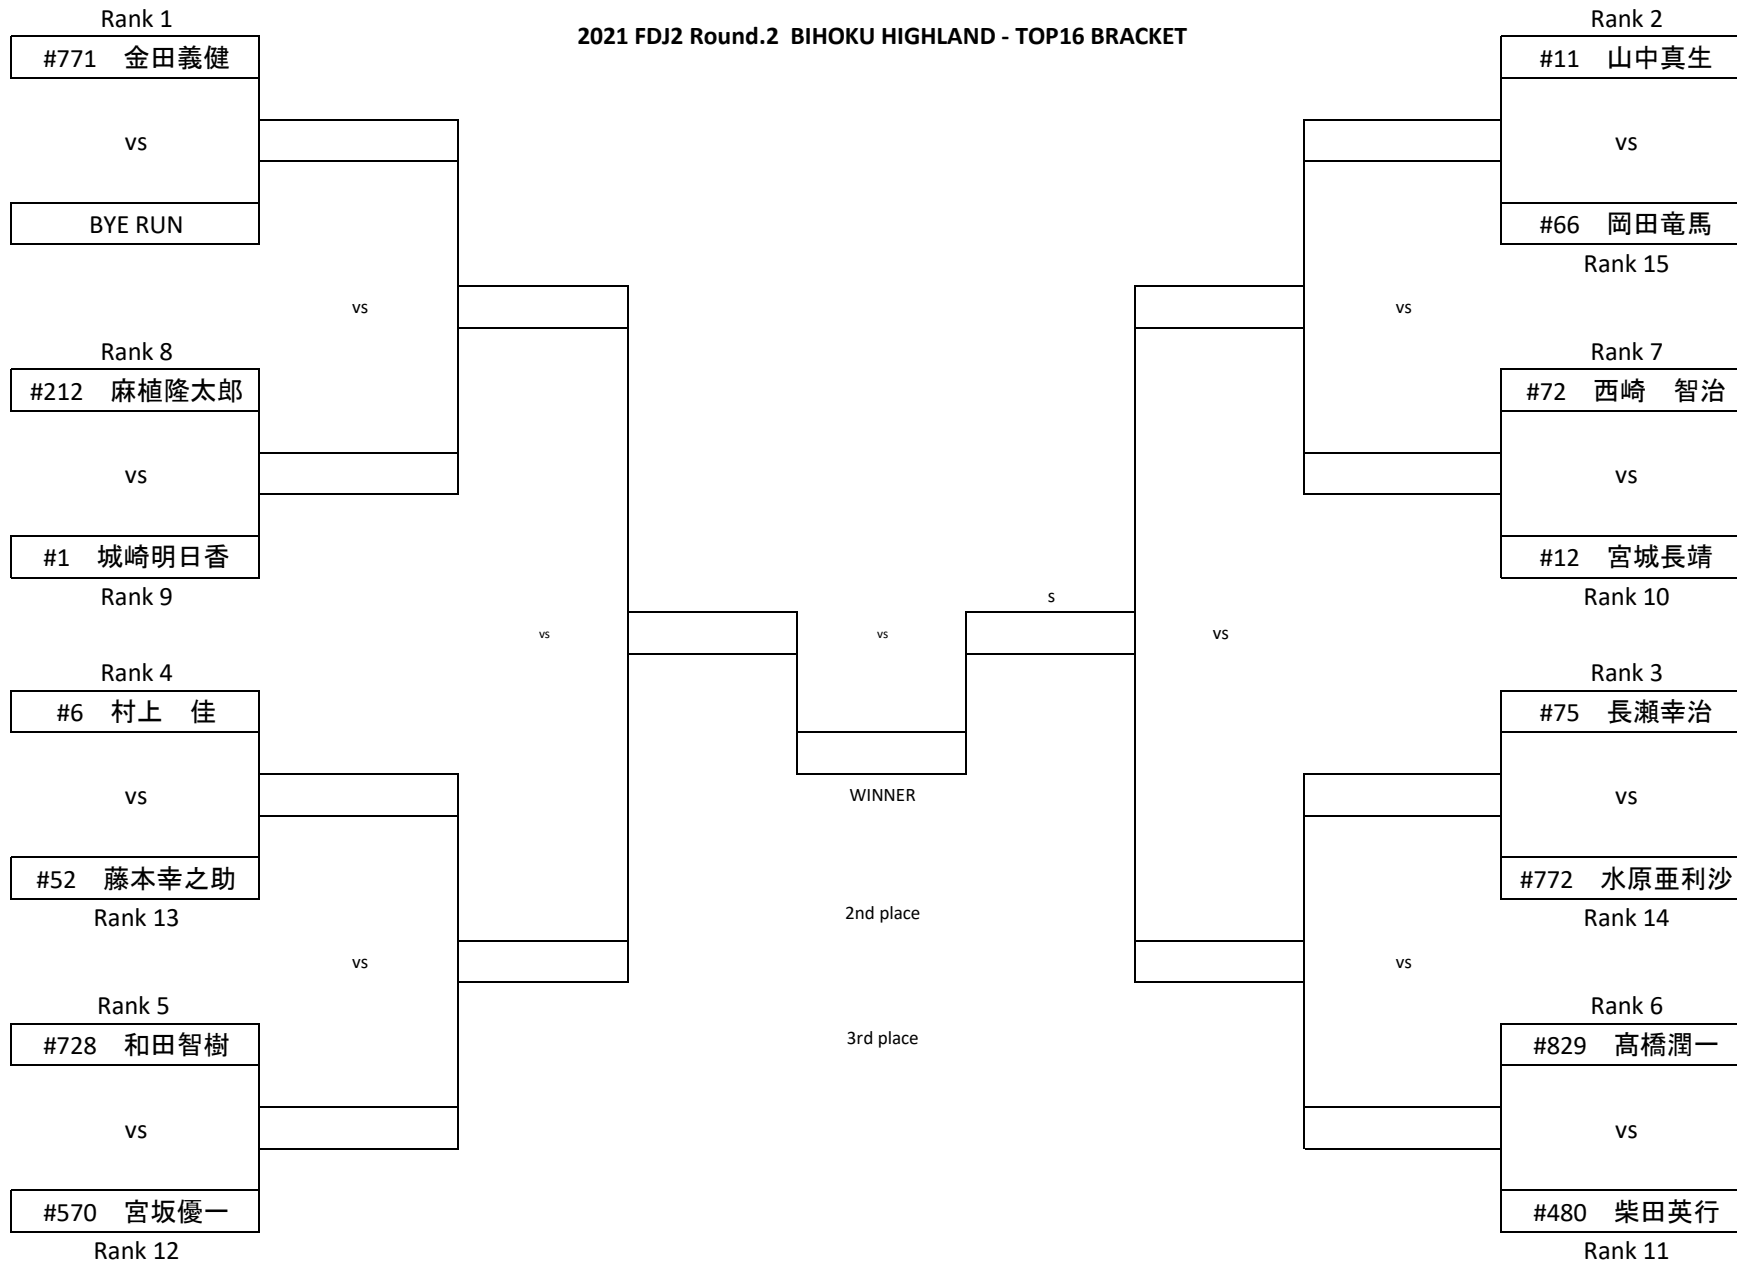 2021 FDJ2 Round.2 BIHOKU HIGHLAND - TOP16 BRACKET
Rank 1
#771 金田義健
vs
BYE RUN
vs
Rank 8
#212 麻植隆太郎
vs
#1 城崎明日香
Rank 9
vs
Rank 4
#6 村上　佳
vs
#52 藤本幸之助
Rank 13
vs
Rank 5
#728 和田智樹
vs
#570 宮坂優一
Rank 12
vs
WINNER
2nd place
3rd place
s
Rank 2
#11 山中真生
vs
#66 岡田竜馬
Rank 15
vs
Rank 7
#72 西崎　智治
vs
#12 宮城長靖
Rank 10
vs
Rank 3
#75 長瀬幸治
vs
#772 水原亜利沙
Rank 14
vs
Rank 6
#829 髙橋潤一
vs
#480 柴田英行
Rank 11